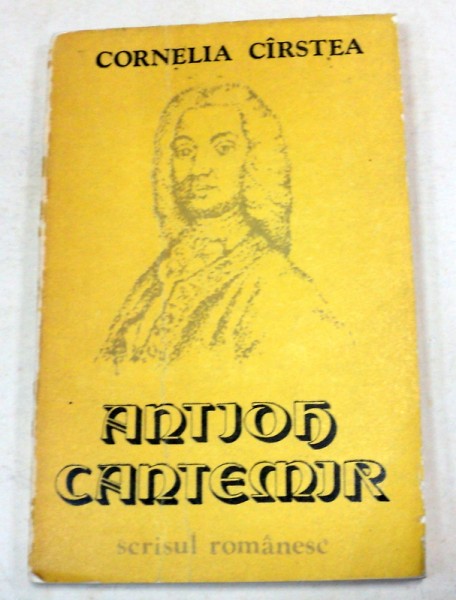 CORNELIA CÎRSTEA
ANTIOH
CANTEMIR
scrisul românesc